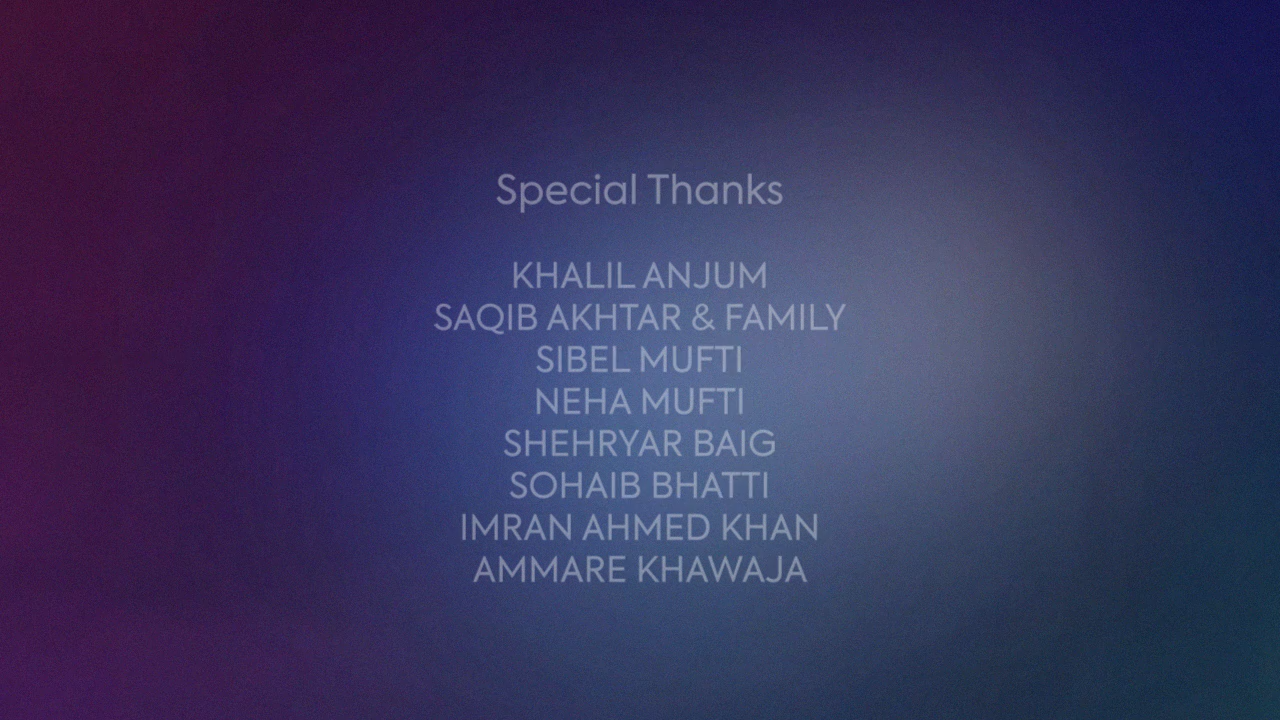 Special Thanks
KHALIL ANJUM
SAQIB AKHTAR & FAMILY
SIBEL MUFTI
NEHA MUFTI
SHEHRYAR BAIG
SOHAIB BHATTI
IMRAN AHMED KHAN
AMMARE KHAWAJA